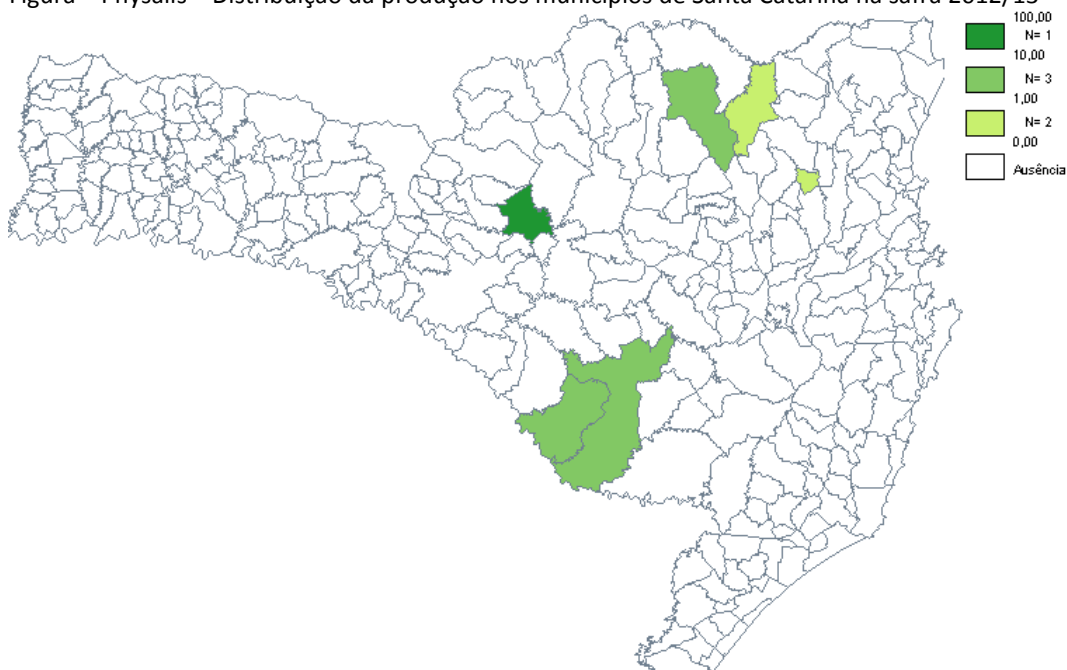 Figura – Physalis – Distribuição da produção nos municípios de Santa Catarina na safra 2012/13
100,00
N= 1
10,00
N= 3
1,00
N= 2
0,00
Ausência